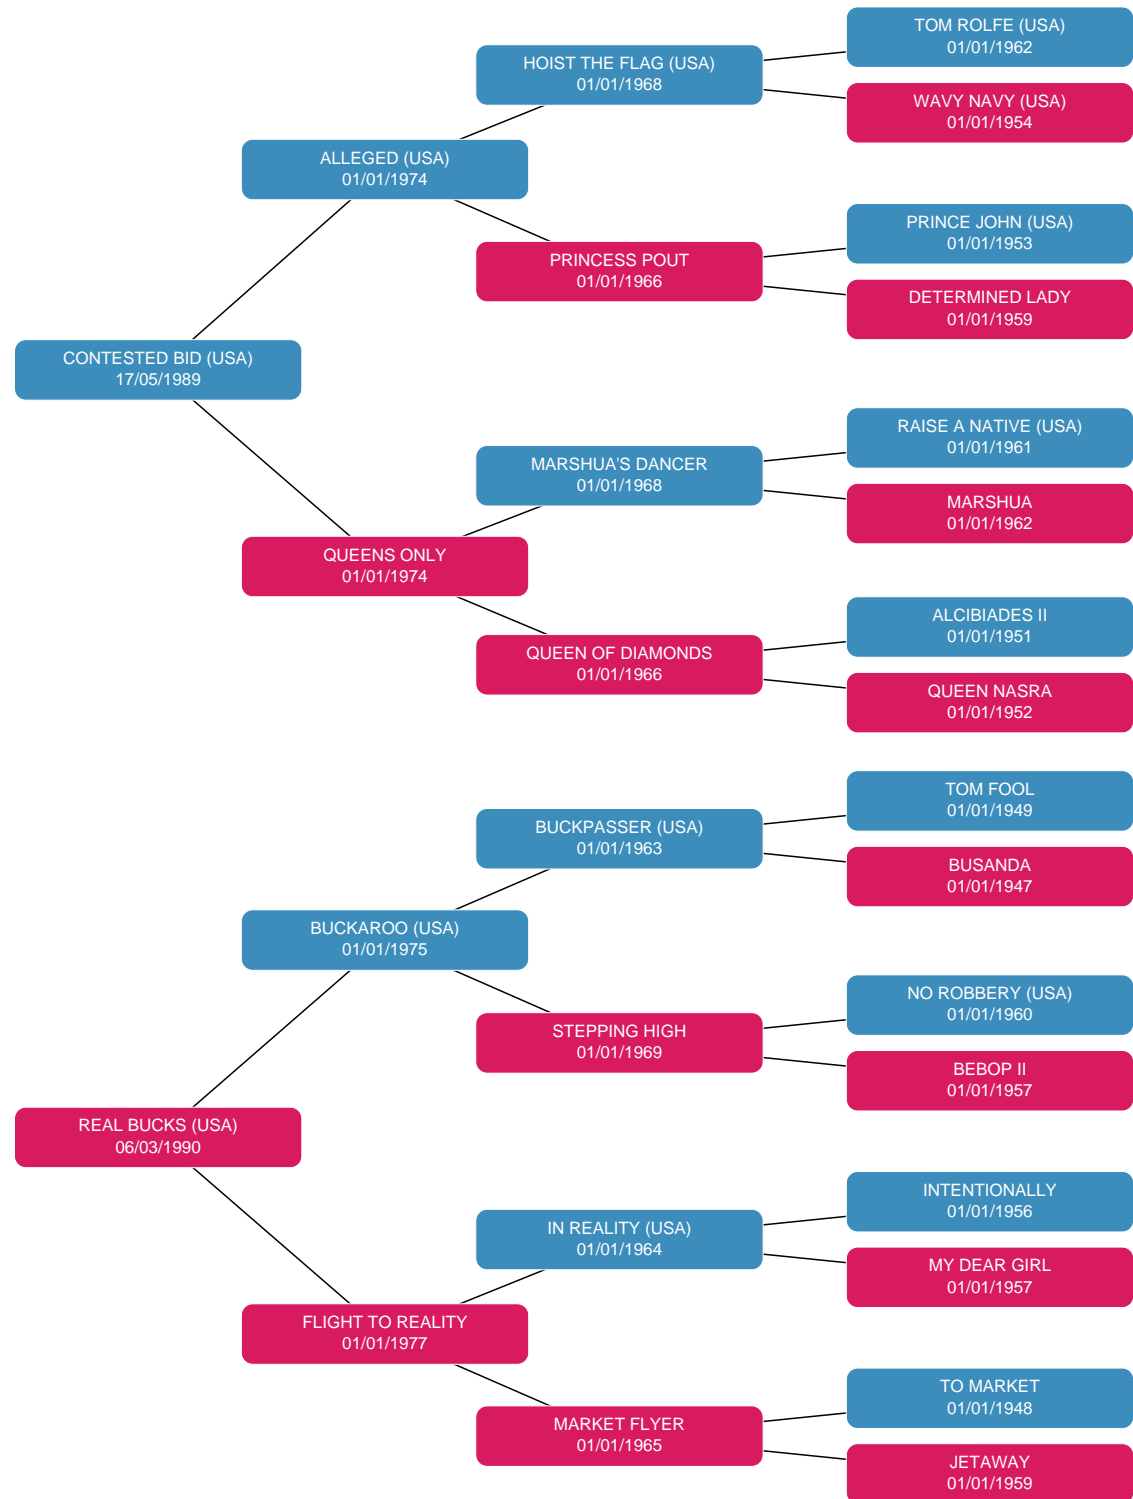 TOM ROLFE (USA)
01/01/1962
HOIST THE FLAG (USA)
01/01/1968
WAVY NAVY (USA)
01/01/1954
ALLEGED (USA)
01/01/1974
PRINCE JOHN (USA)
01/01/1953
PRINCESS POUT
01/01/1966
DETERMINED LADY
01/01/1959
CONTESTED BID (USA)
17/05/1989
RAISE A NATIVE (USA)
01/01/1961
MARSHUA'S DANCER
01/01/1968
MARSHUA
01/01/1962
QUEENS ONLY
01/01/1974
ALCIBIADES II
01/01/1951
QUEEN OF DIAMONDS
01/01/1966
QUEEN NASRA
01/01/1952
TOM FOOL
01/01/1949
BUCKPASSER (USA)
01/01/1963
BUSANDA
01/01/1947
BUCKAROO (USA)
01/01/1975
NO ROBBERY (USA)
01/01/1960
STEPPING HIGH
01/01/1969
BEBOP II
01/01/1957
REAL BUCKS (USA)
06/03/1990
INTENTIONALLY
01/01/1956
IN REALITY (USA)
01/01/1964
MY DEAR GIRL
01/01/1957
FLIGHT TO REALITY
01/01/1977
TO MARKET
01/01/1948
MARKET FLYER
01/01/1965
JETAWAY
01/01/1959